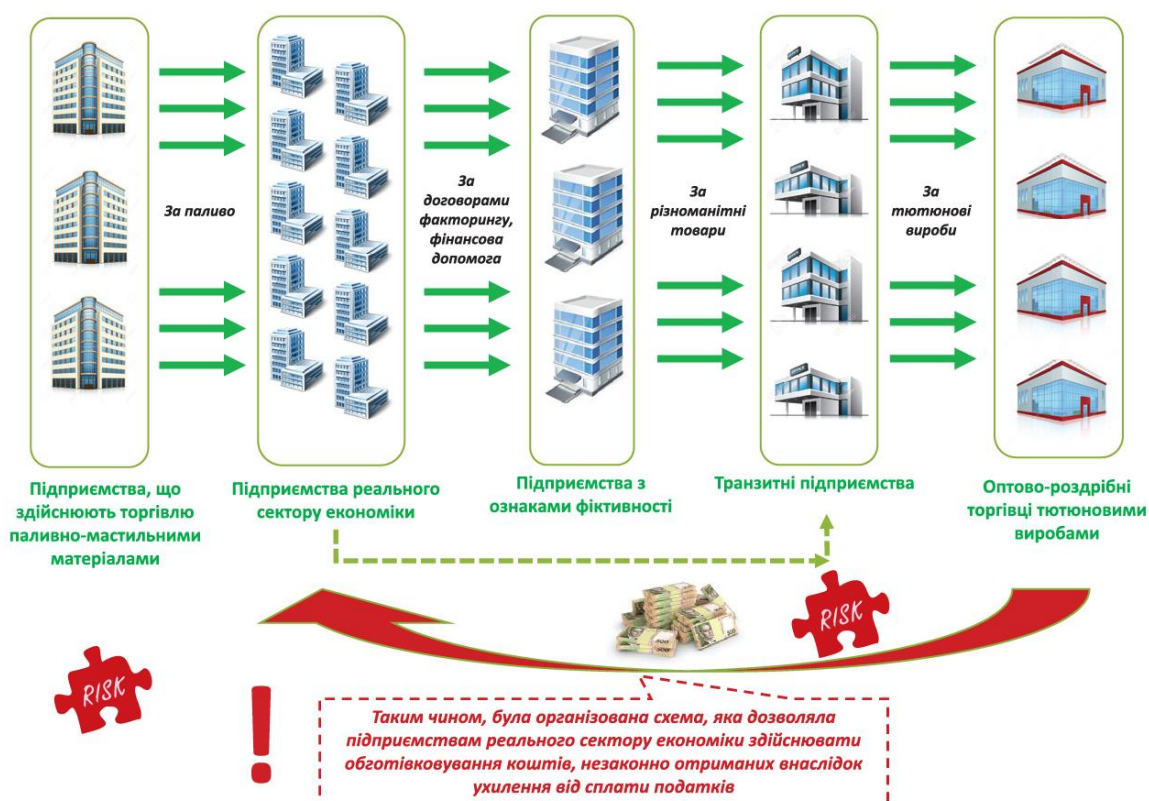 За паливо
За
договорами
факторингу,
фінансова
допомога
За
різноманітні
товари
За
тютюнові
вироби
Підприємства, що
здійснюють торгівлю
паливно-мастильними
матеріалами
Підприємства реального
сектору економіки
Підприємства з
ознаками фіктивності
Транзитні підприємства
Оптово-роздрібні
торгівці тютюновими
виробами
RISK
RISK
!
Таким чином, була організована схема, яка дозволяла
підприємствам реального сектору економіки здійснювати
обготівковування коштів, незаконно отриманих внаслідок
ухилення від сплати податків